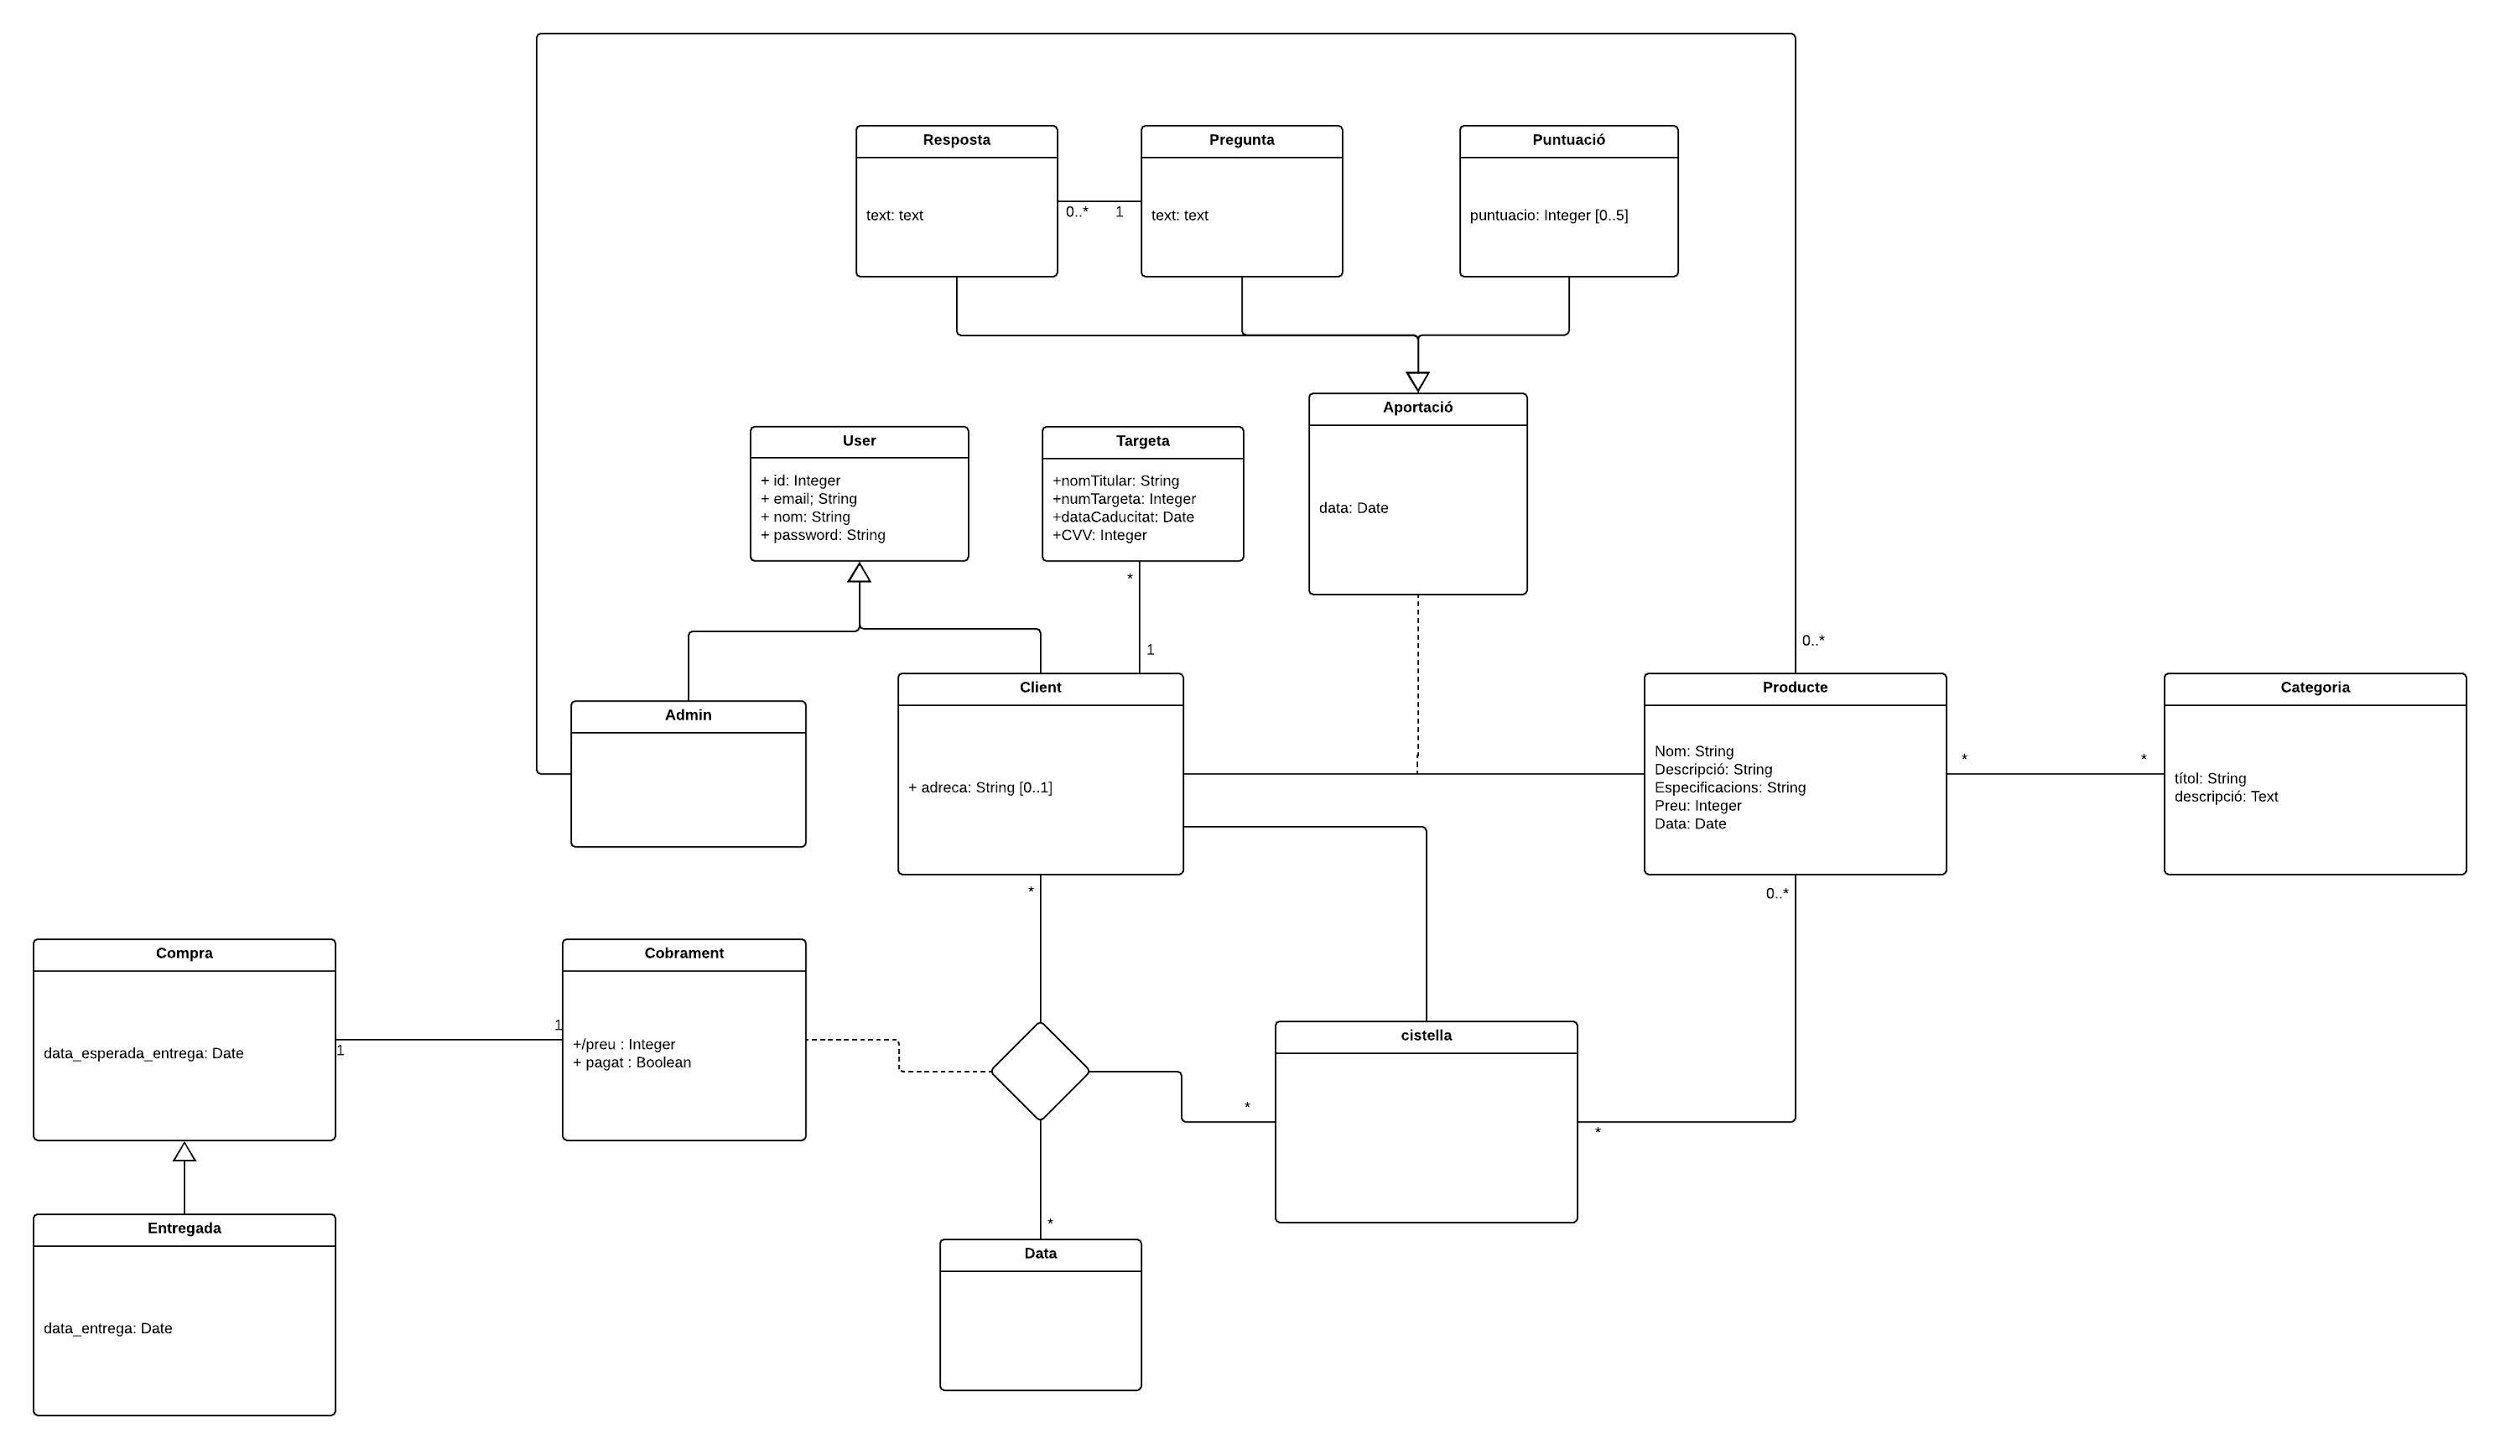 Resposta
text: text
0..*
1
Pregunta
text: text
Puntuació
puntuacio: Integer [0..5]
User
+ id: Integer
+ email; String
+ nom: String
+ password: String
Targeta
+nomTitular: String
+numTargeta: Integer
+dataCaducitat: Date
+CVV: Integer
*
1
Aportació
data: Date
0..*
Admin
Client
+ adreca: String [0..1]
*
Producte
Nom: String
Descripció: String
Especificacions: String
Preu: Integer
Data: Date
*
*
0..*
Categoria
títol: String
descripció: Text
Compra
data_esperada_entrega: Date
1
1
Cobrament
+/preu : Integer
+ pagat : Boolean
*
cistella
*
*
Data
Entregada
data_entrega: Date